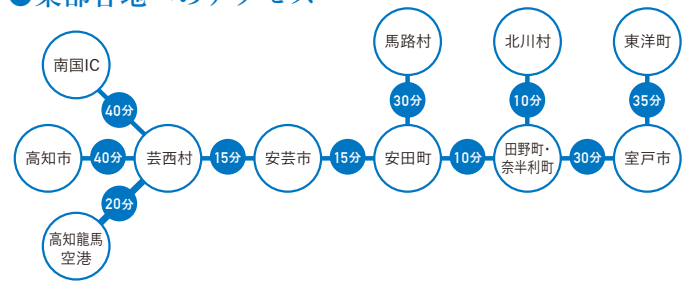 ●東部各地へのアクセス
馬路村
北川村
東洋町
南国IC
40分
30分
10分
35分
高知市
40分
芸西村
15分
安芸市
15分
安田町
10分
田野町・
奈半利町
30分
室戸市
20分
高知龍馬
空港